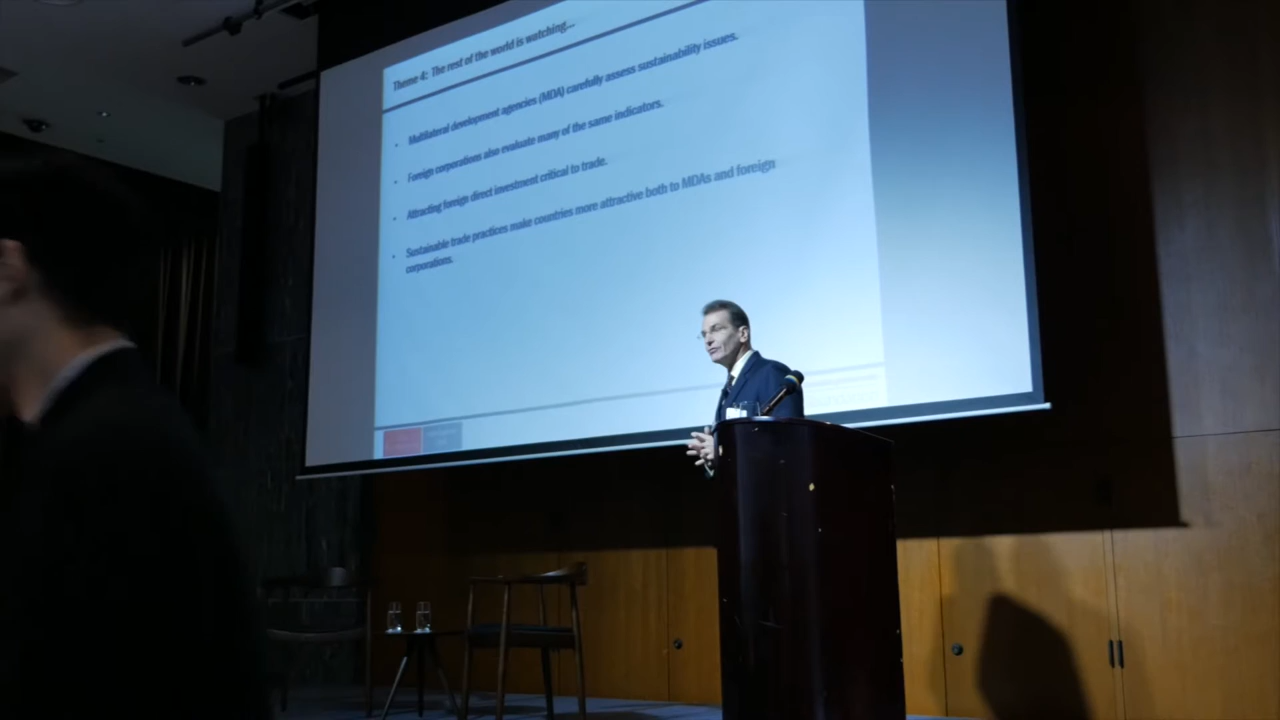 Theme 4: The rest of the world is watching...
• Multilateral development agencies (MDA) carefully assess sustainability issues.
• Foreign corporations also evaluate many of the same indicators.
• Attracting foreign direct investment critical to trade.
• Sustainable trade practices make countries more attractive both to MDAs and foreign
corporations.